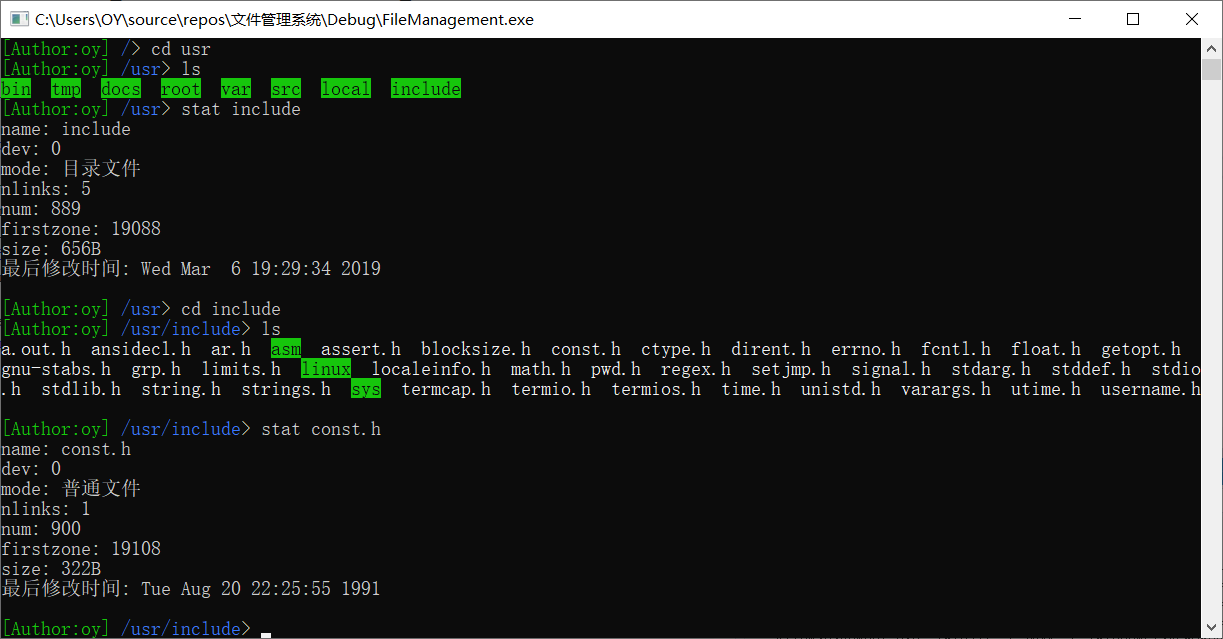 C:\Users\OY\source\repos\文件管理系统\Debug\FileManagement.exe
[Author:oy] /> cd usr
[Author:oy] /usr> ls
bin  tmp  docs  root  var  src  local  include
[Author:oy] /usr> stat include
name: include
dev: 0
mode: 目录文件
nlinks: 5
num: 889
firstzone: 19088
size: 656B
最后修改时间: Wed Mar  6 19:29:34 2019
[Author:oy] /usr> cd include
[Author:oy] /usr/include> ls
a.out.h  ansidecl.h  ar.h  asm  assert.h  blocksize.h  const.h  ctype.h  dirent.h  errno.h  fcntl.h  float.h  getopt.h
gnu-stabs.h  grp.h  limits.h  linux  localeinfo.h  math.h  pwd.h  regex.h  setjmp.h  signal.h  stdarg.h  stddef.h  stdio
.h  stdlib.h  string.h  strings.h  sys  termcap.h  termio.h  termios.h  time.h  unistd.h  varargs.h  utime.h  username.h
[Author:oy] /usr/include> stat const.h
name: const.h
dev: 0
mode: 普通文件
nlinks: 1
num: 900
firstzone: 19108
size: 322B
最后修改时间: Tue Aug 20 22:25:55 1991
[Author:oy] /usr/include>